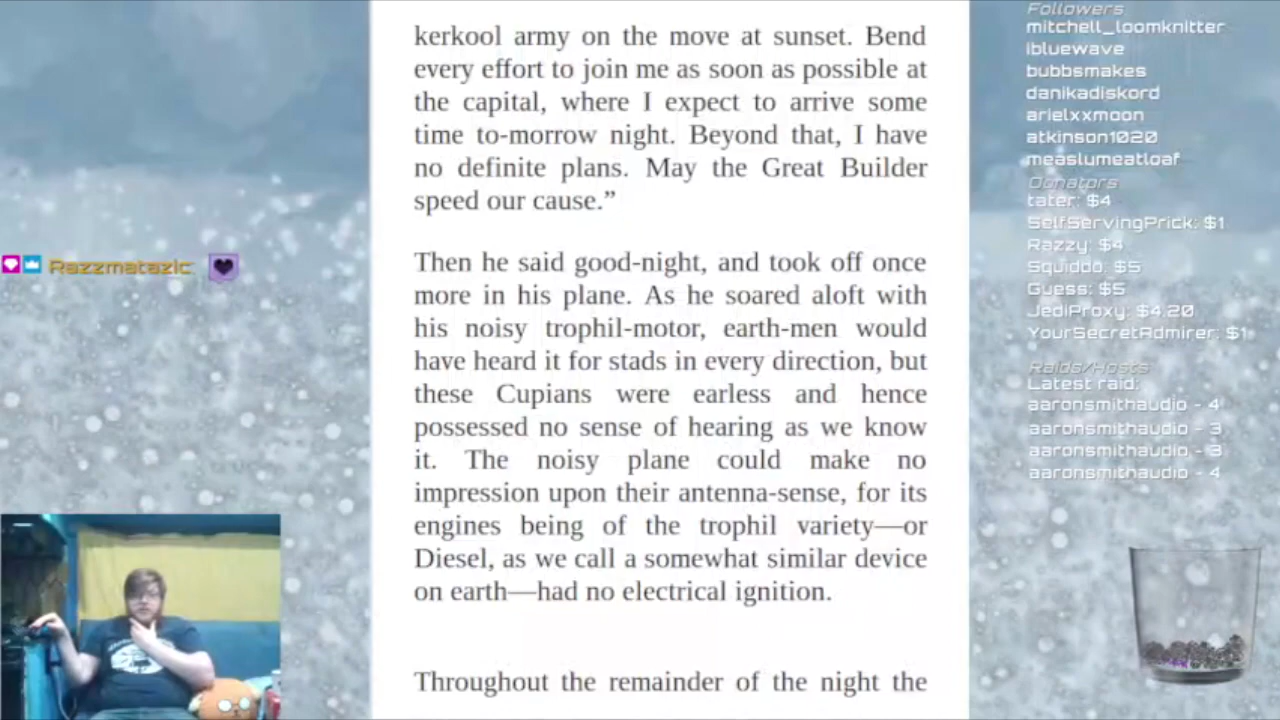 kerkool army on the move at sunset. Bend
every effort to join me as soon as possible at
the capital, where I expect to arrive some
time to-morrow night. Beyond that, I have
no definite plans. May the Great Builder
speed our cause.”
Then he said good-night, and took off once
more in his plane. As he soared aloft with
his noisy trophil-motor, earth-men would
have heard it for stads in every direction, but
these Cupians were earless and hence
possessed no sense of hearing as we know
it. The noisy plane could make no
impression upon their antenna-sense, for its
engines being of the trophil variety—or
Diesel, as we call a somewhat similar device
on earth—had no electrical ignition.
Throughout the remainder of the night the
Razzmatazic
Followers
mitchell_loomknitter
ibluewave
bubbsmakes
danikadiskord
arielxxmoon
atkinson1020
measlymeatloaf
Donators
tater: $4
SelfServingPrick: $1
Razzy: $4
Squiddo: $5
Guess: $5
JediProxy: $4.20
YourSecretAdmirer: $1
Raids/Hosts
Latest raid:
aaronsmithaudio - 4
aaronsmithaudio - 3
aaronsmithaudio - 3
aaronsmithaudio - 4